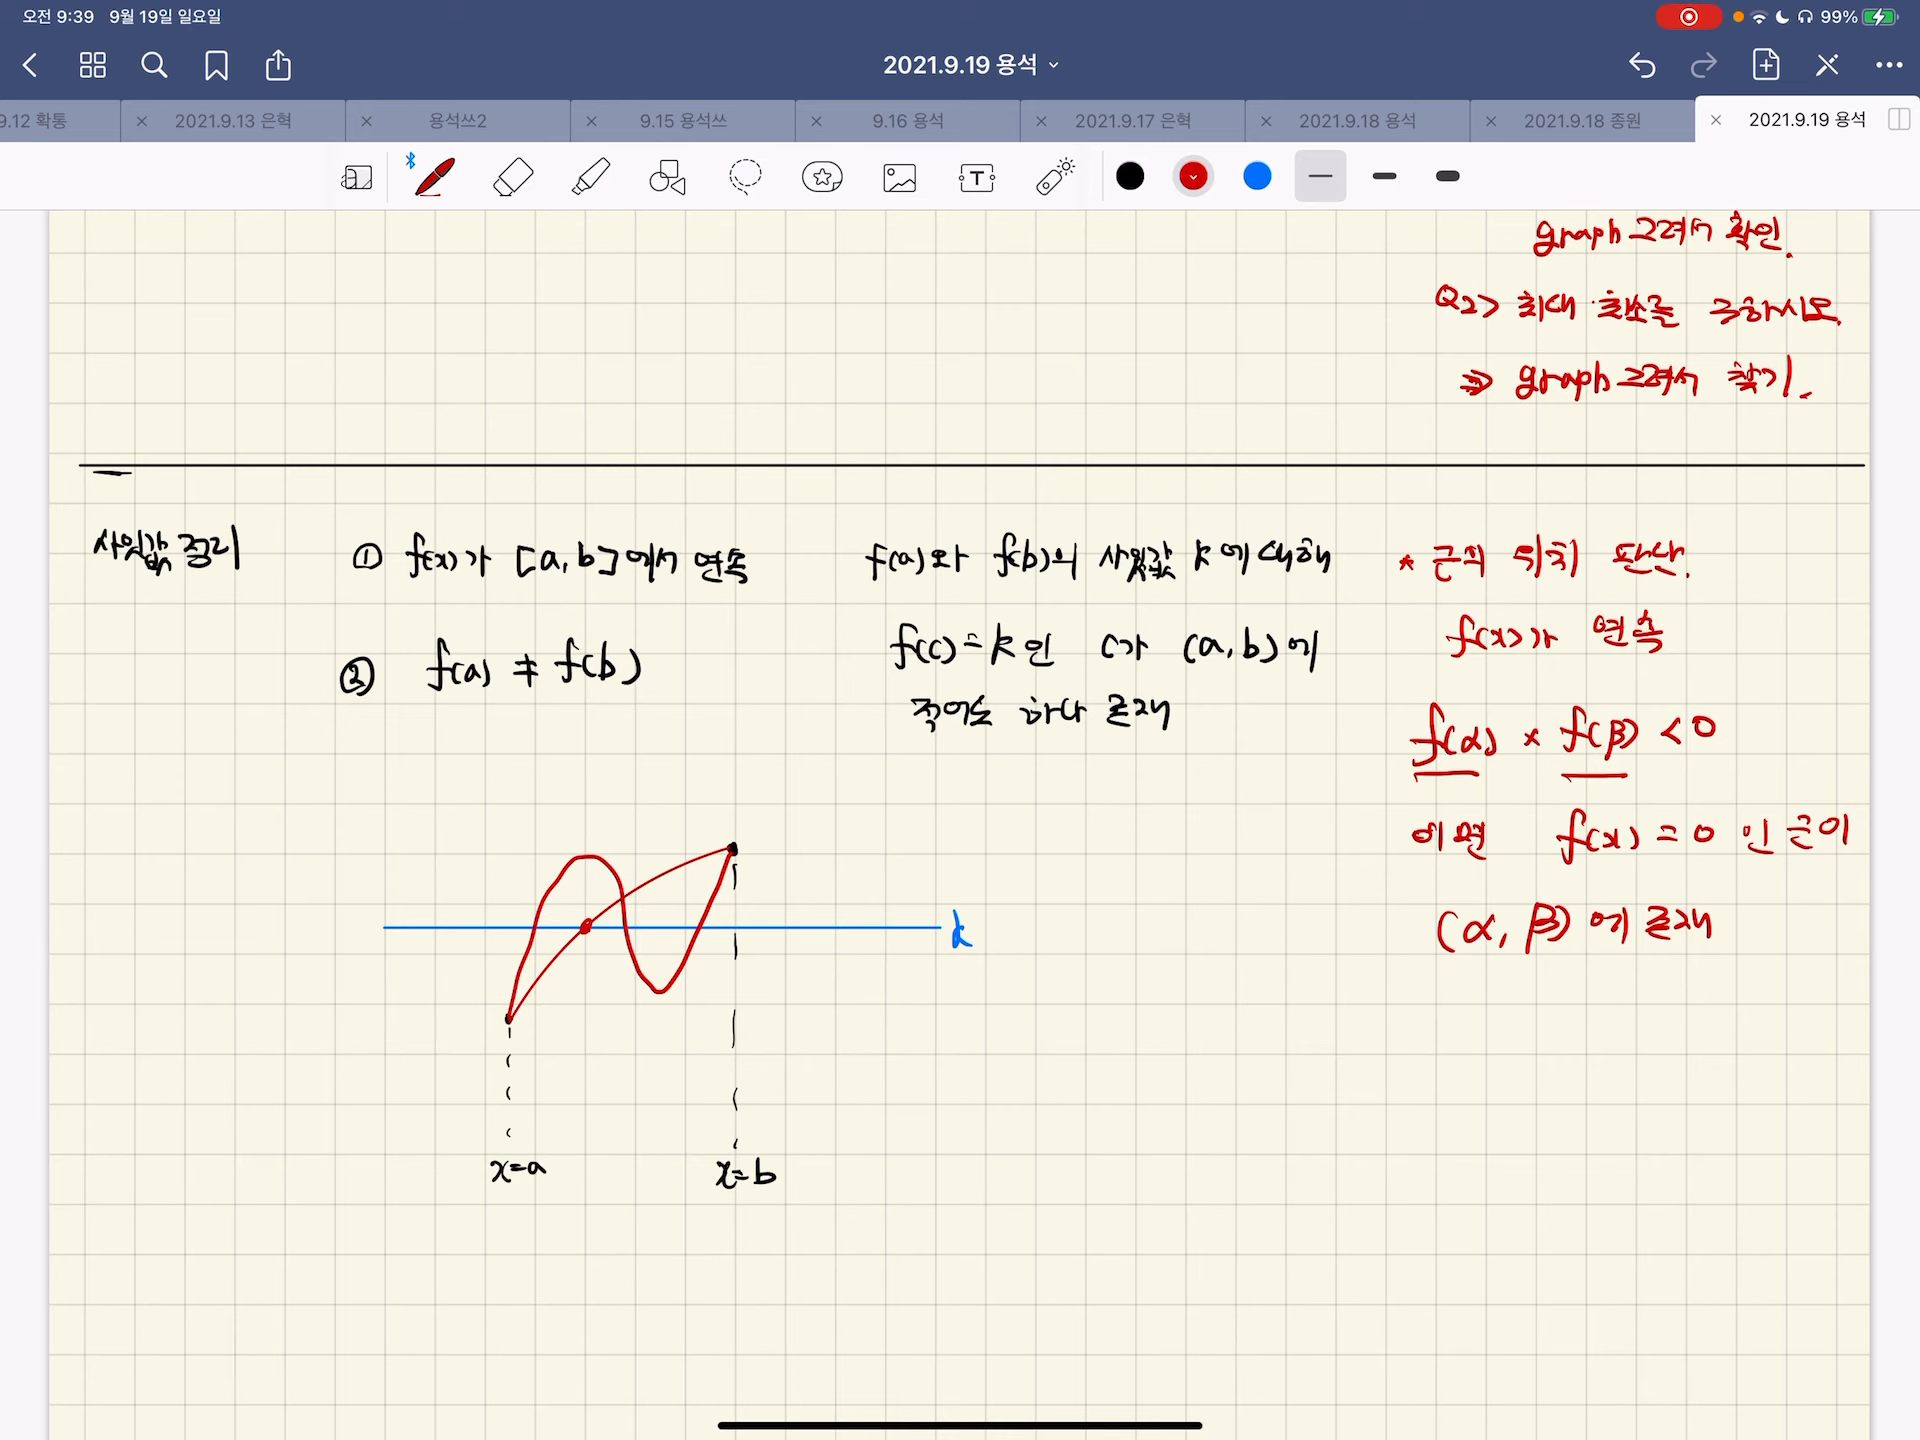 오전 9:39 9월 19일 일요일
99%
2021.9.19 용석
9.12 확통
2021.9.13 은혁
용석쓰2
9.15 용석쓰
9.16 용석
2021.9.17 은혁
2021.9.18 용석
2021.9.18 종원
2021.9.19 용석
graph 그려서 확인.
Q2> 최대 최소를 구하시오.
⇒ graph 그려서 찾기.
사잇값 정리
① f(x)가 [a, b]에서 연속
② f(a) ≠ f(b)
f(a)와 f(b)의 사잇값 k에 대해
f(c)=k인 c가 (a, b)에
적어도 하나 존재
* 근의 위치 판단.
f(x)가 연속
f(α) × f(β) < 0
이면 f(x) = 0 인 근이
(α, β)에 존재
k
x=a
x=b